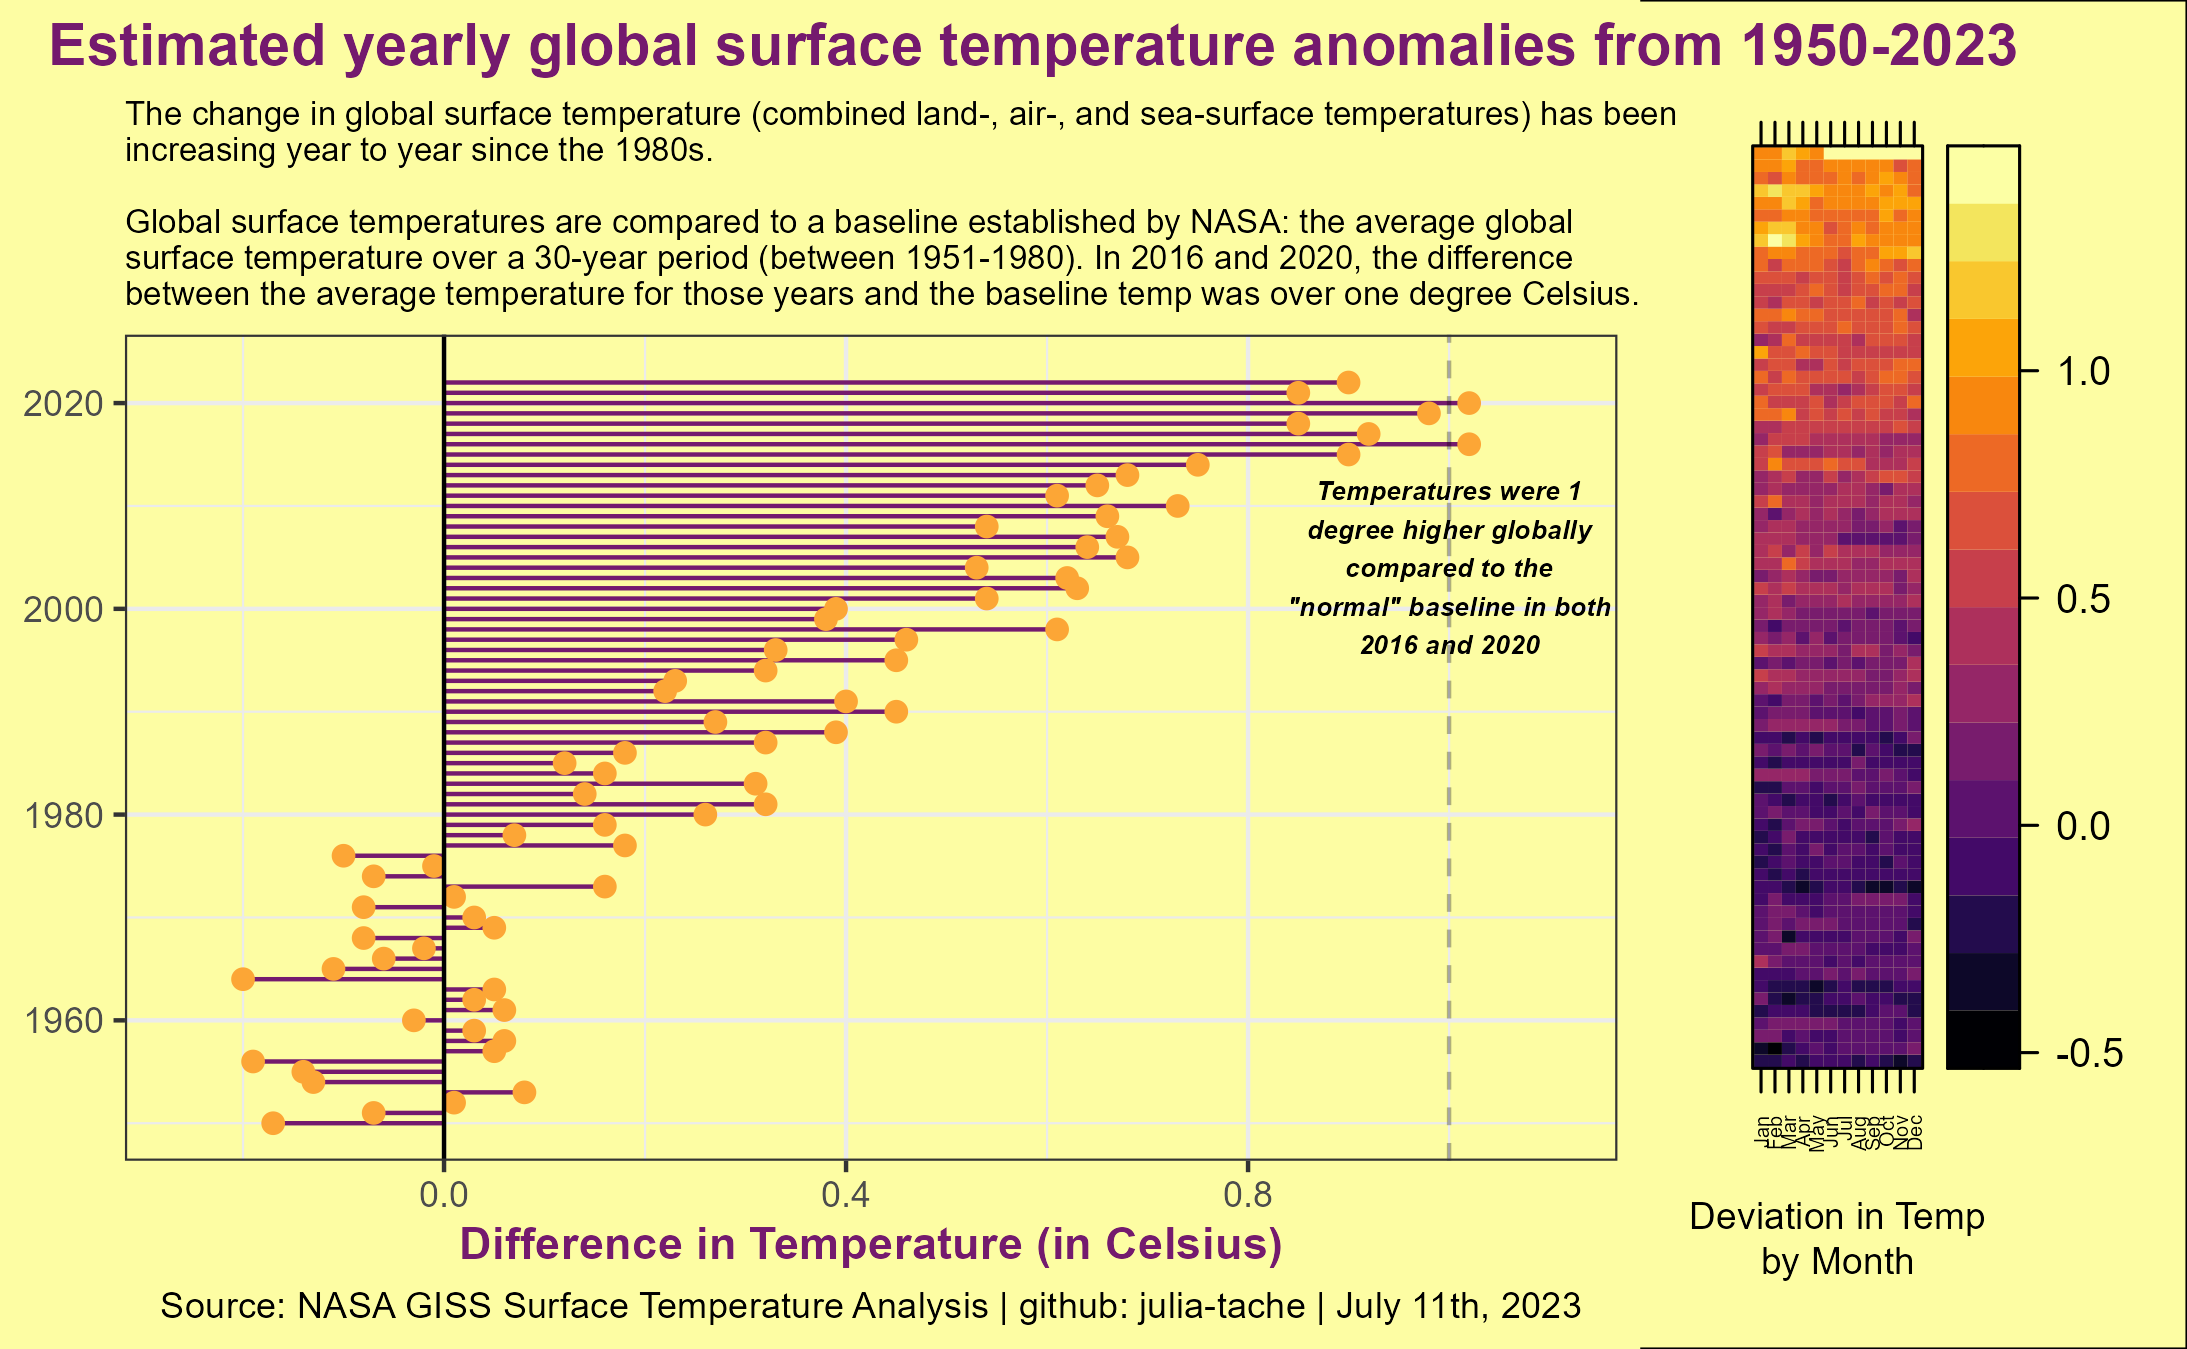 Estimated yearly global surface temperature anomalies from 1950-2023
The change in global surface temperature (combined land-, air-, and sea-surface temperatures) has been
increasing year to year since the 1980s.
Global surface temperatures are compared to a baseline established by NASA: the average global
surface temperature over a 30-year period (between 1951-1980). In 2016 and 2020, the difference
between the average temperature for those years and the baseline temp was over one degree Celsius.
2020
2000
1980
1960
Temperatures were 1
degree higher globally
compared to the
"normal" baseline in both
2016 and 2020
0.0
0.4
0.8
Difference in Temperature (in Celsius)
Source: NASA GISS Surface Temperature Analysis | github: julia-tache | July 11th, 2023
1.0
0.5
0.0
-0.5
Jan
Feb
Mar
Apr
May
Jun
Jul
Aug
Sep
Oct
Nov
Dec
Deviation in Temp
by Month